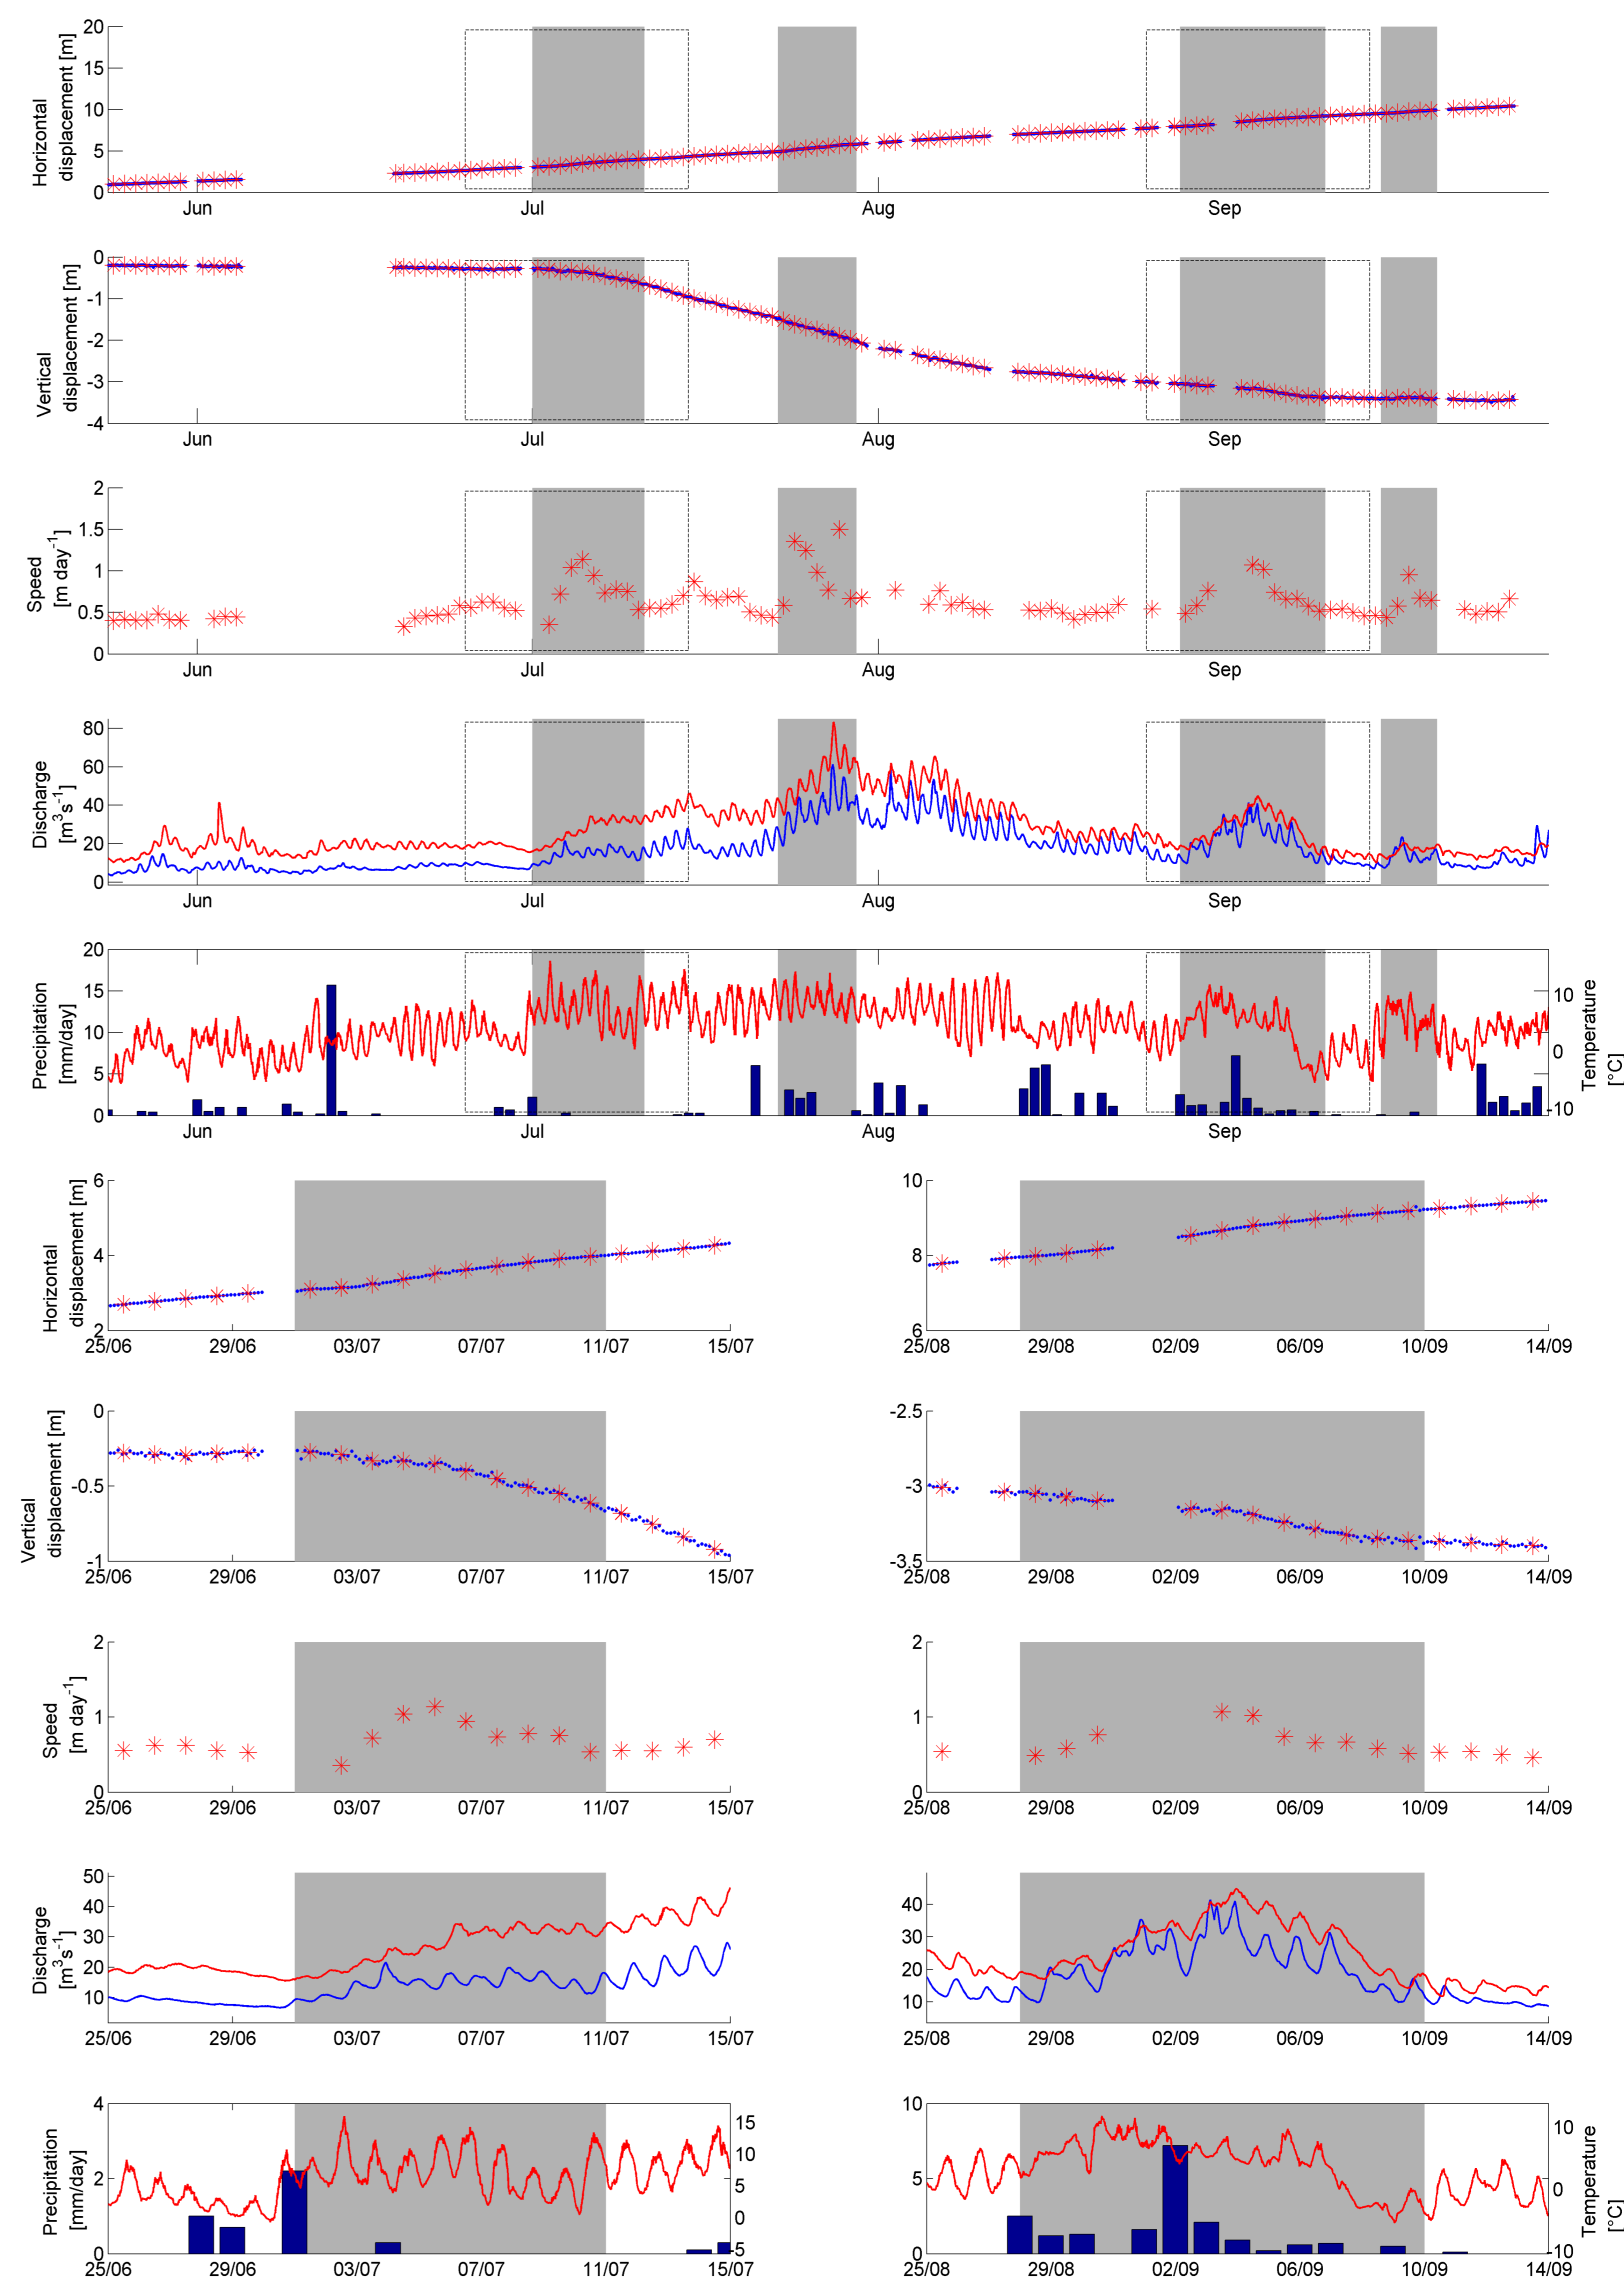 Horizontal
displacement [m]
20
15
10
5
0
Jun Jul Aug Sep
Vertical
displacement [m]
0
-1
-2
-3
-4
Jun Jul Aug Sep
Speed
[m day-1]
2
1.5
1
0.5
0
Jun Jul Aug Sep
Discharge
[m3s-1]
80
60
40
20
0
Jun Jul Aug Sep
Precipitation
[mm/day]
20
15
10
5
0
10
0
-10
Temperature
[°C]
Jun Jul Aug Sep
Horizontal
displacement [m]
6
4
2
25/06 29/06 03/07 07/07 11/07 15/07
10
8
6
25/08 29/08 02/09 06/09 10/09 14/09
Vertical
displacement [m]
0
-0.5
-1
25/06 29/06 03/07 07/07 11/07 15/07
-2.5
-3
-3.5
25/08 29/08 02/09 06/09 10/09 14/09
Speed
[m day-1]
2
1
0
25/06 29/06 03/07 07/07 11/07 15/07
2
1
0
25/08 29/08 02/09 06/09 10/09 14/09
Discharge
[m3s-1]
50
40
30
20
10
25/06 29/06 03/07 07/07 11/07 15/07
40
30
20
10
25/08 29/08 02/09 06/09 10/09 14/09
Precipitation
[mm/day]
4
2
0
15
10
5
0
-5
25/06 29/06 03/07 07/07 11/07 15/07
10
5
0
10
0
-10
Temperature
[°C]
25/08 29/08 02/09 06/09 10/09 14/09